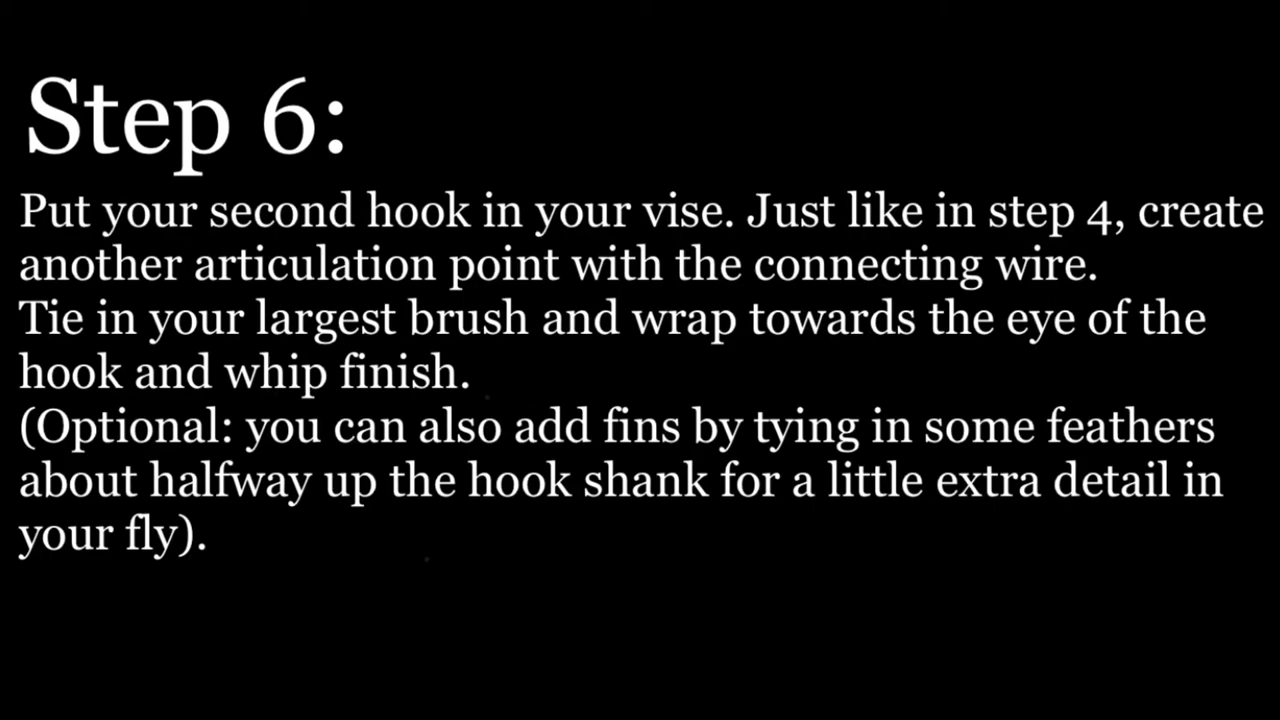 Step 6:
Put your second hook in your vise. Just like in step 4, create
another articulation point with the connecting wire.
Tie in your largest brush and wrap towards the eye of the
hook and whip finish.
(Optional: you can also add fins by tying in some feathers
about halfway up the hook shank for a little extra detail in
your fly).